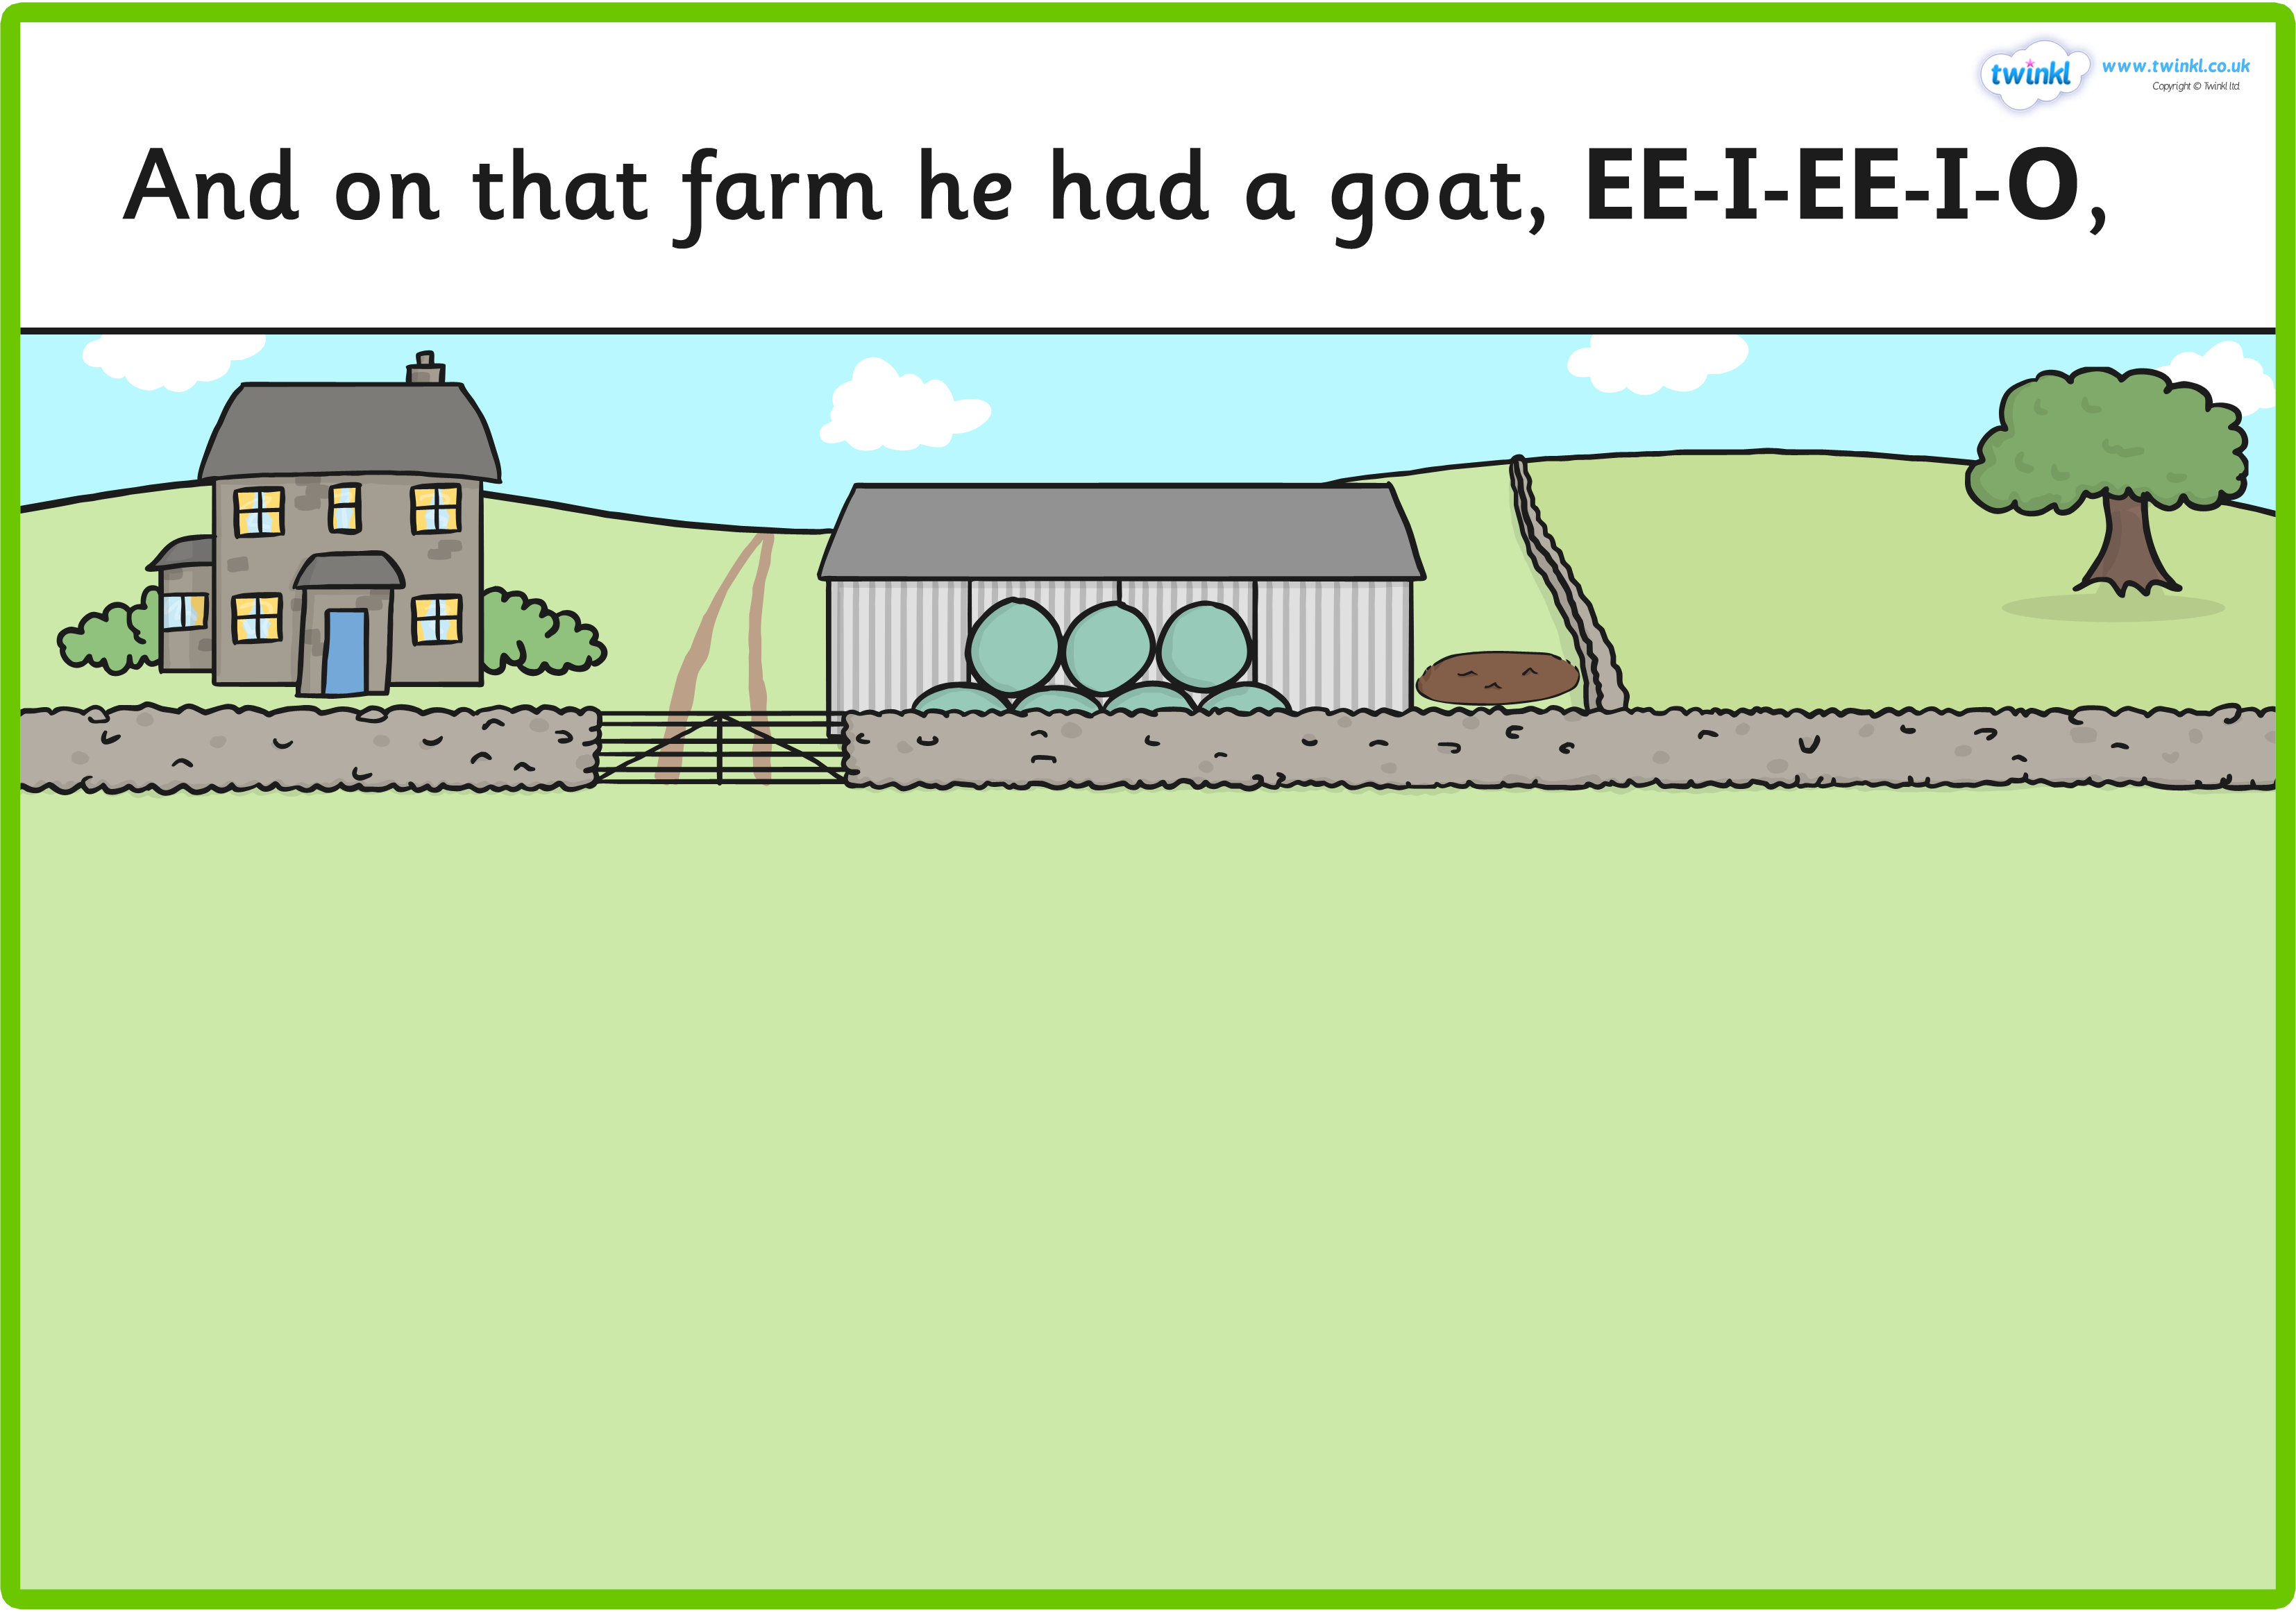 twinkl
www.twinkl.co.uk
Copyright © Twinkl ltd.
And on that farm he had a goat, EE-I-EE-I-O,